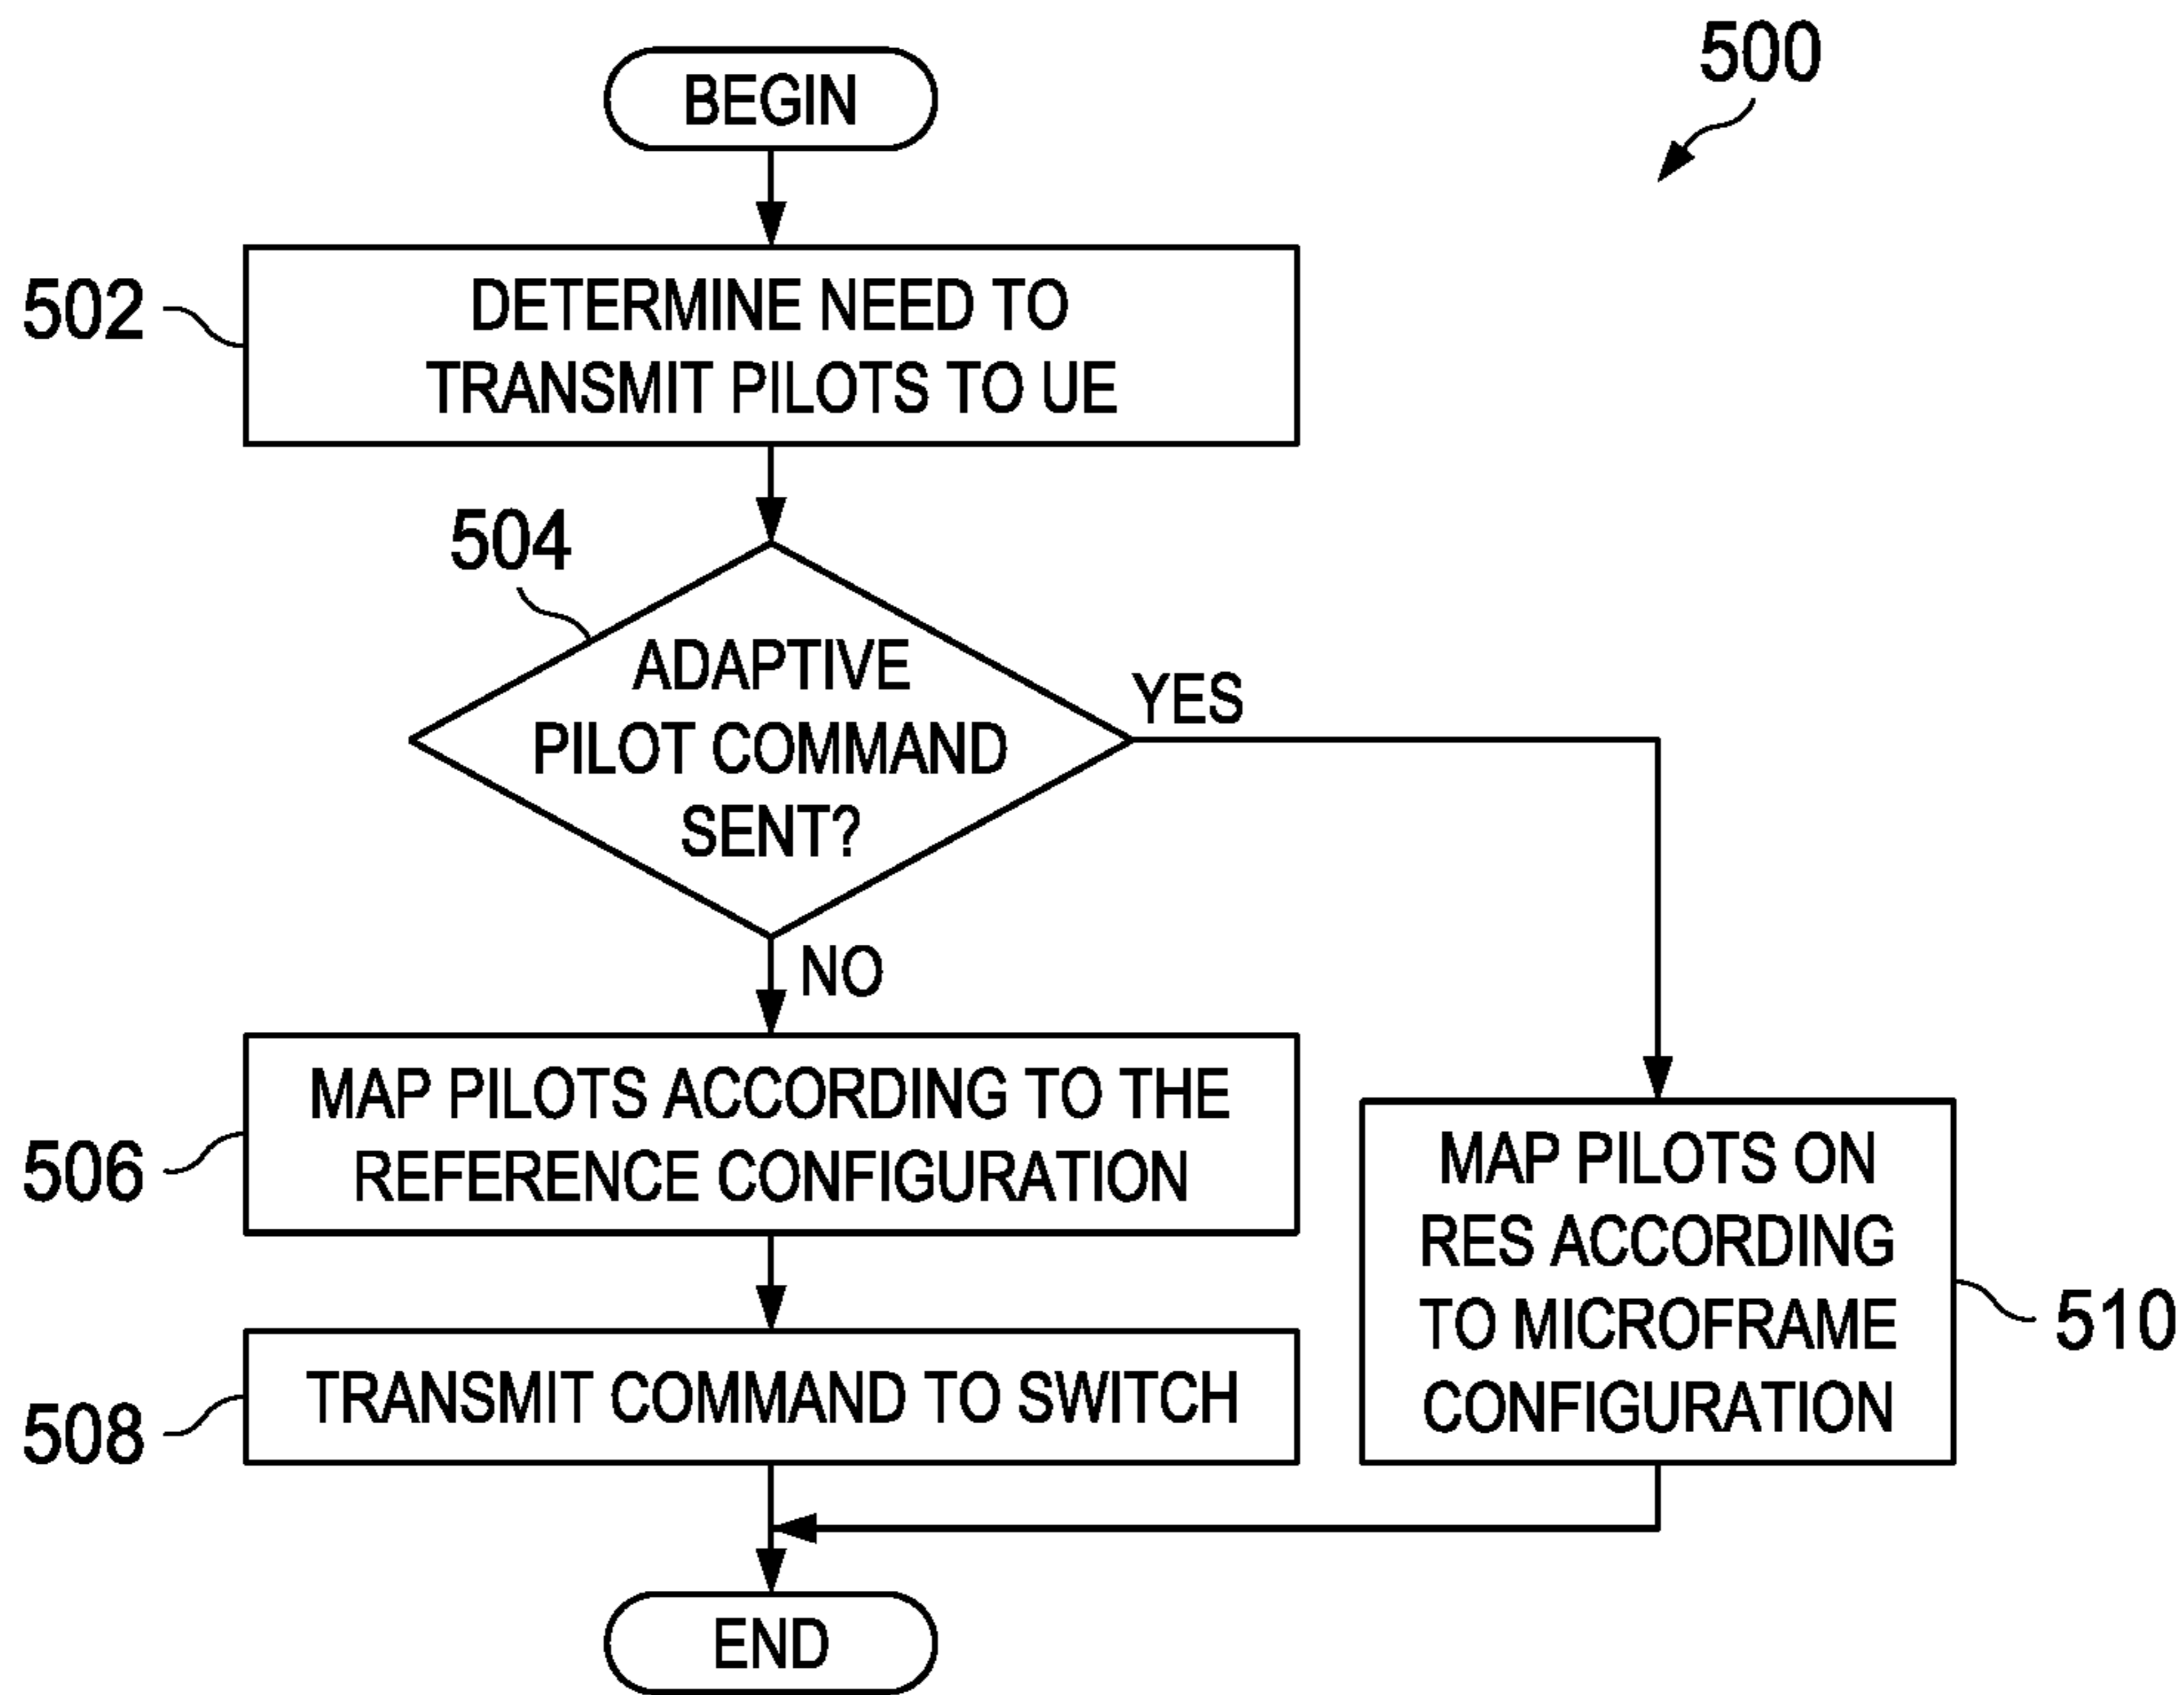 BEGIN
500
502
DETERMINE NEED TO
TRANSMIT PILOTS TO UE
504
ADAPTIVE
PILOT COMMAND
SENT?
YES
NO
506
MAP PILOTS ACCORDING TO THE
REFERENCE CONFIGURATION
MAP PILOTS ON
RES ACCORDING
TO MICROFRAME
CONFIGURATION
510
508
TRANSMIT COMMAND TO SWITCH
END